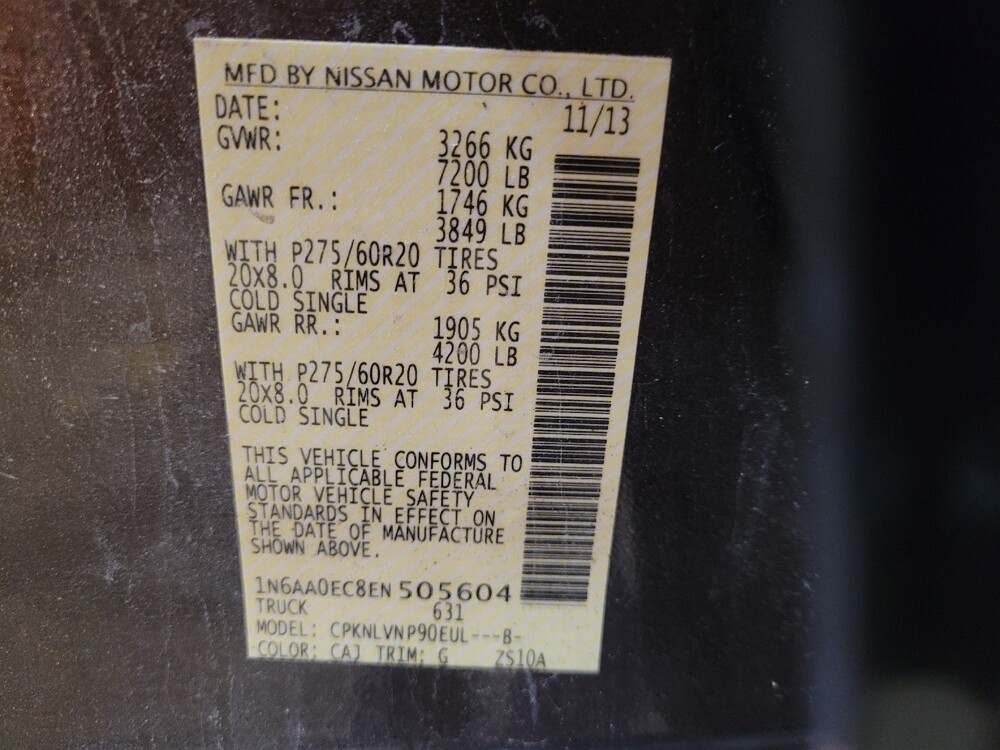 MFD BY NISSAN MOTOR CO., LTD.
DATE: 11/13
GVWR: 3266 KG
7200 LB
GAWR FR.: 1746 KG
3849 LB
WITH P275/60R20 TIRES
20X8.0 RIMS AT 36 PSI
COLD SINGLE
GAWR RR.: 1905 KG
4200 LB
WITH P275/60R20 TIRES
20X8.0 RIMS AT 36 PSI
COLD SINGLE
THIS VEHICLE CONFORMS TO
ALL APPLICABLE FEDERAL
MOTOR VEHICLE SAFETY
STANDARDS IN EFFECT ON
THE DATE OF MANUFACTURE
SHOWN ABOVE.
1N6AA0EC8EN505604
TRUCK 631
MODEL: CPKNLVNP90EUL---B-
COLOR: CAJ TRIM: G ZS10A